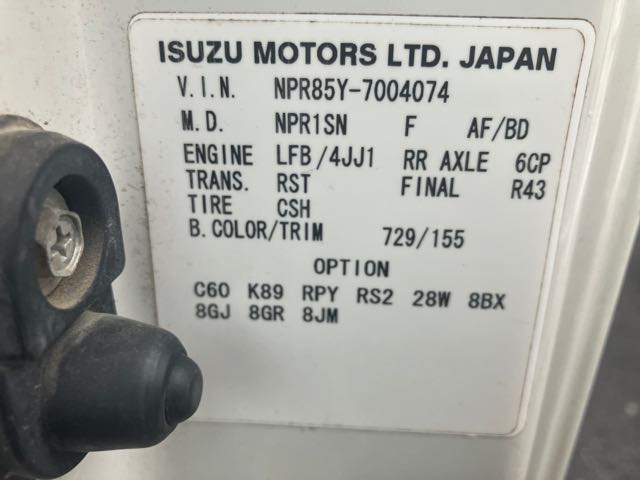 ISUZU MOTORS LTD. JAPAN
V.I.N. NPR85Y-7004074
M.D. NPR1SN F AF/BD
ENGINE LFB/4JJ1 RR AXLE 6CP
TRANS. RST FINAL R43
TIRE CSH
B.COLOR/TRIM 729/155
OPTION
C60 K89 RPY RS2 28W 8BX
8GJ 8GR 8JM